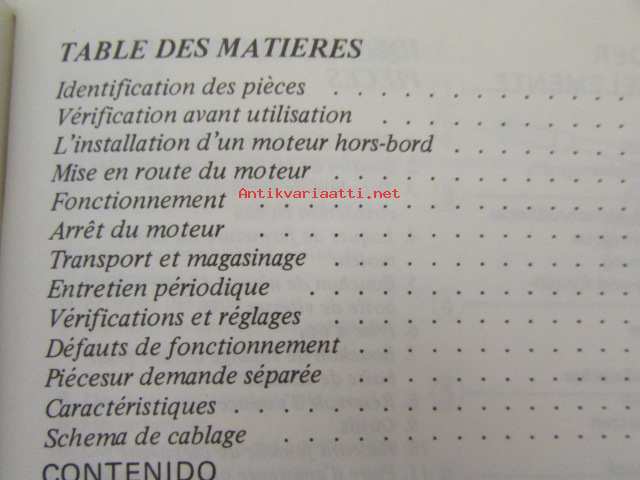 TABLE DES MATIERES
Identification des pièces . . . . . . . . . . .
Vérification avant utilisation . . . . . . . . .
L'installation d'un moteur hors-bord . . . . . . .
Mise en route du moteur . . . . . . . . . . .
Antikvariaatti.net
Fonctionnement . . . . . . . . . . . . . .
Arrêt du moteur . . . . . . . . . . . . . .
Transport et magasinage . . . . . . . . . . .
Entretien périodique . . . . . . . . . . . .
Vérifications et réglages . . . . . . . . . . .
Défauts de fonctionnement . . . . . . . . . .
Piécesur demande séparée . . . . . . . . . . .
Caractéristiques . . . . . . . . . . . . . . .
Schema de cablage . . . . . . . . . . . . .
CONTENIDO